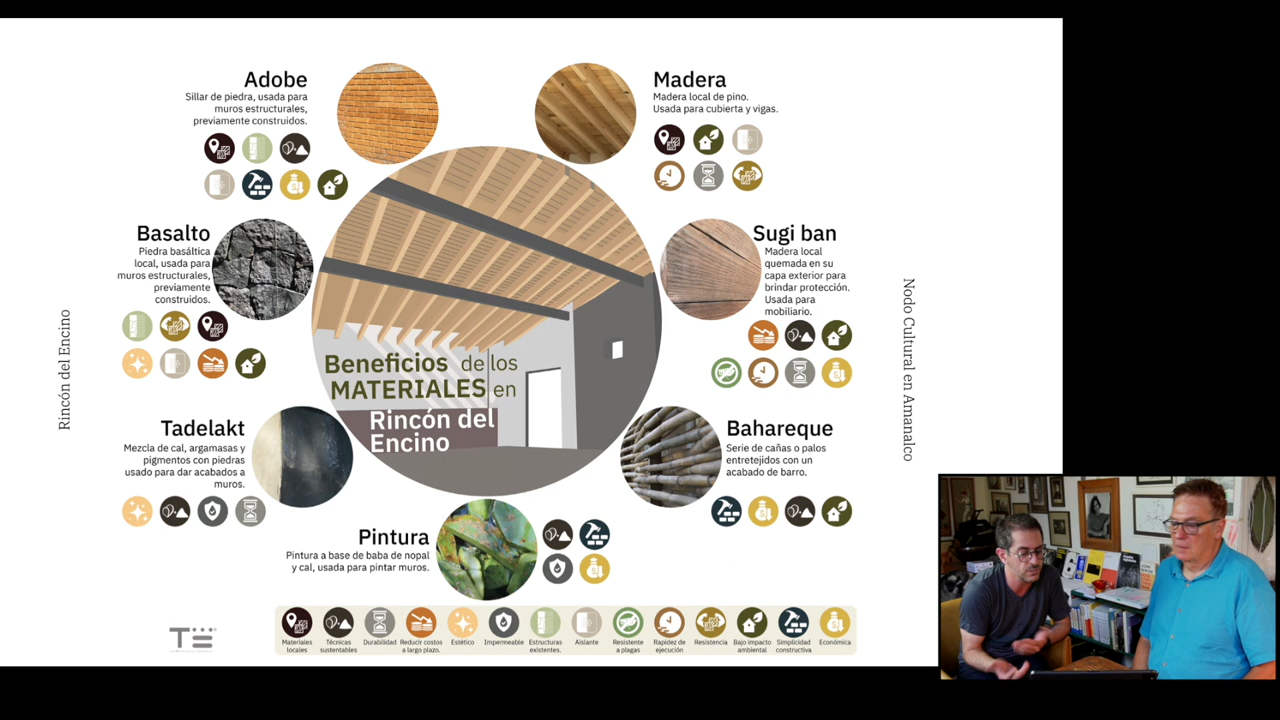 Adobe
Sillar de piedra, usada para
muros estructurales,
previamente construidos.
Madera
Madera local de pino.
Usada para cubierta y vigas.
Basalto
Piedra basáltica
local, usada para
muros estructurales,
previamente
construidos.
Sugi ban
Madera local
quemada en su
capa exterior para
brindar protección.
Usada para
mobiliario.
Rincón del Encino
Nodo Cultural en Amanalco
Beneficios de los
MATERIALES en
Rincón del
Encino
Tadelakt
Mezcla de cal, argamasas y
pigmentos con piedras
usado para dar acabados a
muros.
Bahareque
Serie de cañas o palos
entretejidos con un
acabado de barro.
Pintura
Pintura a base de baba de nopal
y cal, usada para pintar muros.
Materiales
locales
Técnicas
sustentables
Durabilidad
Reducir costos
a largo plazo.
Estético
Impermeable
Estructuras
existentes.
Aislante
Resistente
a plagas
Rapidez de
ejecución
Resistencia
Bajo impacto
ambiental
Simplicidad
constructiva
Económica